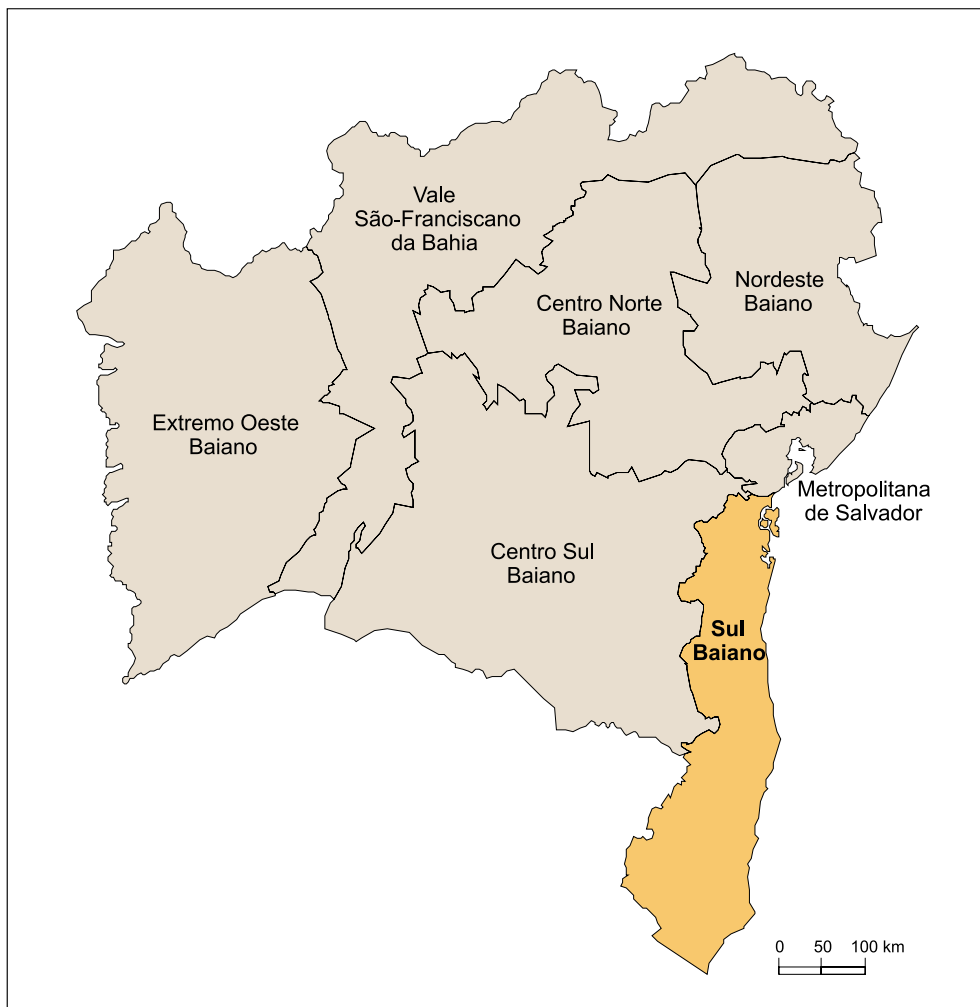 Vale
São-Franciscano
da Bahia
Nordeste
Baiano
Centro Norte
Baiano
Extremo Oeste
Baiano
Metropolitana
de Salvador
Centro Sul
Baiano
Sul
Baiano
0 50 100 km